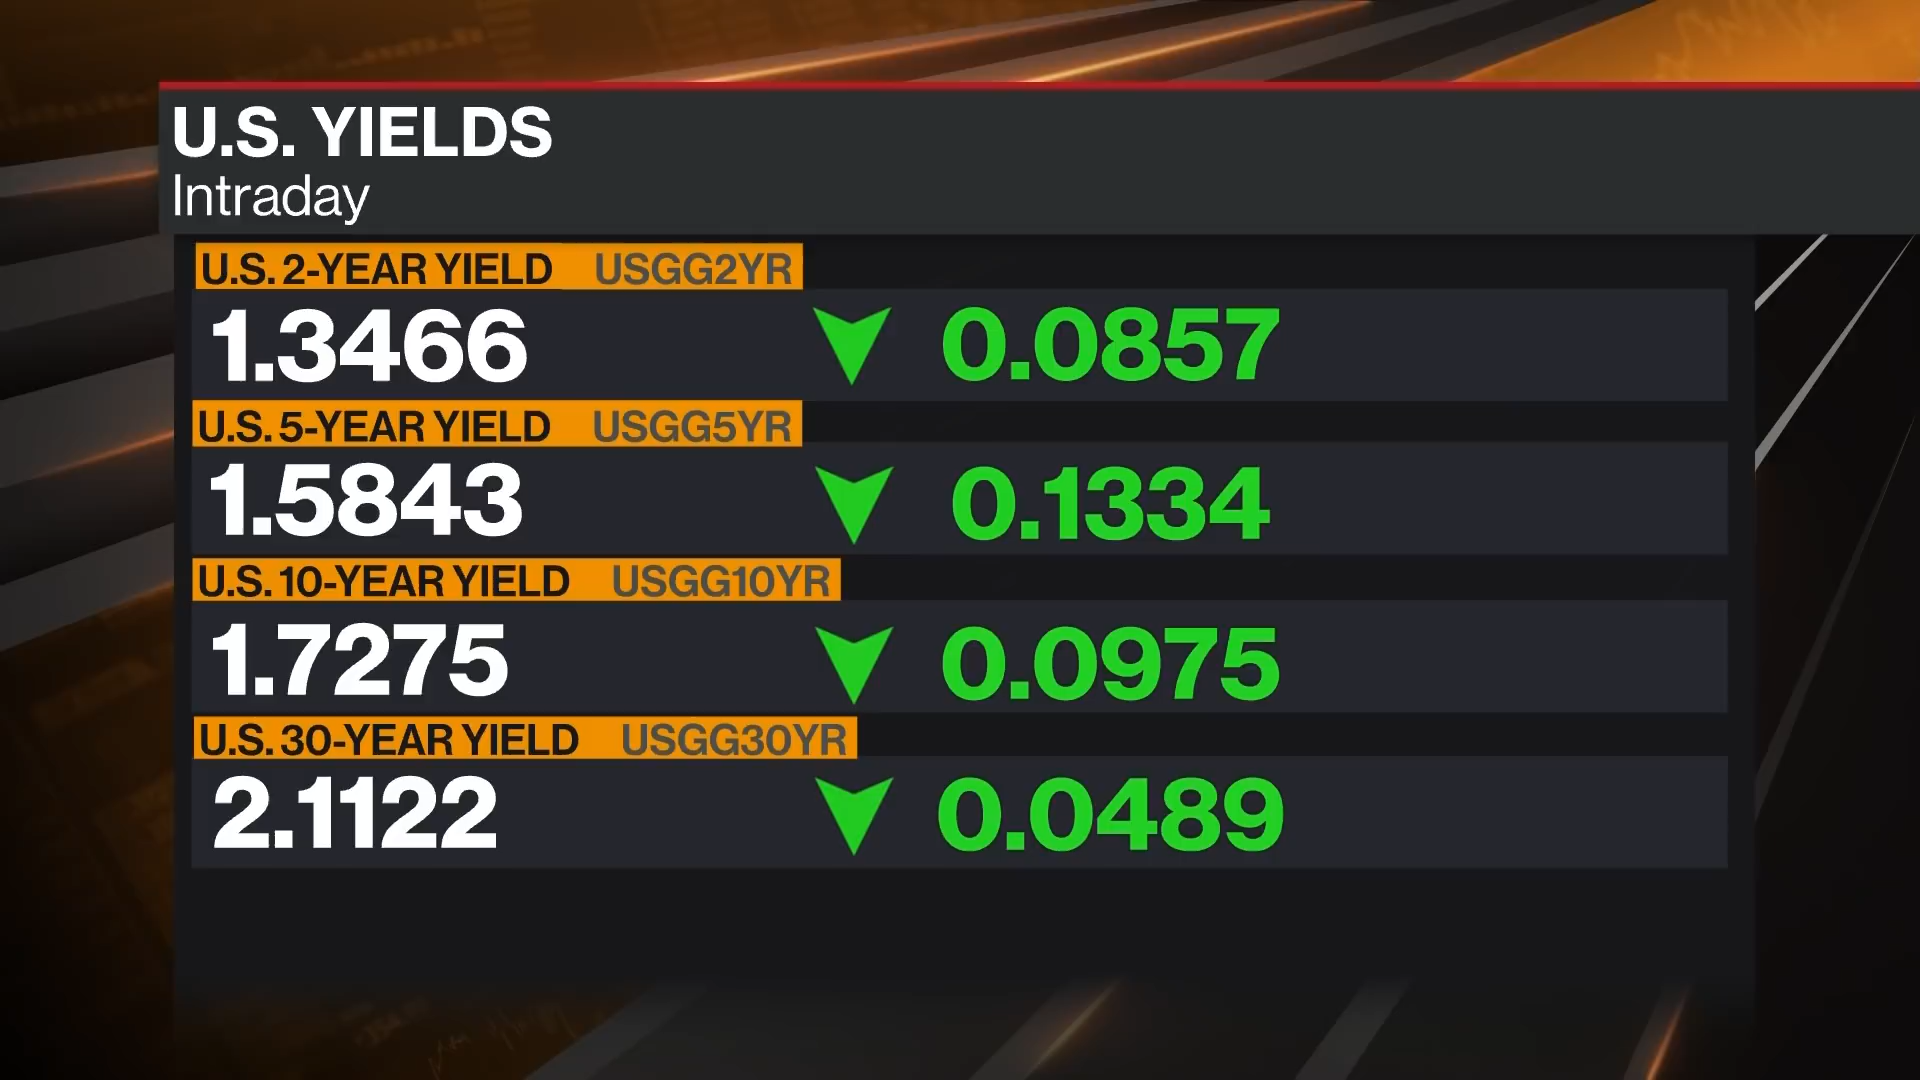 U.S. YIELDS
Intraday
U.S. 2-YEAR YIELD USGG2YR
1.3466 0.0857
U.S. 5-YEAR YIELD USGG5YR
1.5843 0.1334
U.S. 10-YEAR YIELD USGG10YR
1.7275 0.0975
U.S. 30-YEAR YIELD USGG30YR
2.1122 0.0489